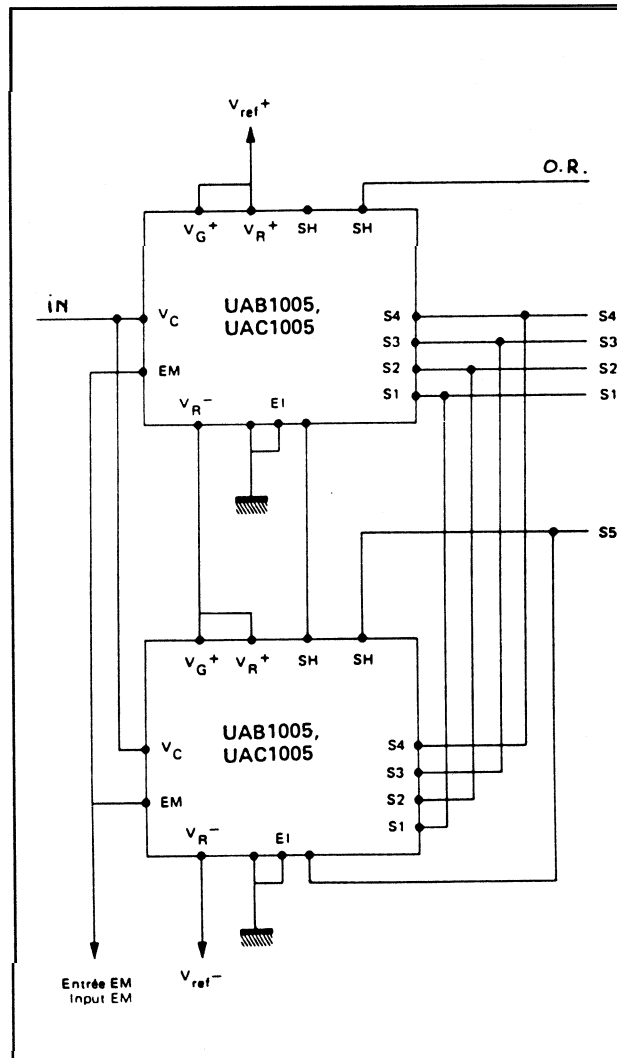 Vref+
O.R.
VG+ VR+ SH SH
iN
VC
UAB1005,
UAC1005
S4 S4
S3 S3
S2 S2
S1 S1
EM
VR- EI
S5
VG+ VR+ SH SH
UAB1005,
UAC1005
VC
S4
S3
S2
S1
EM
VR- EI
Entrée EM
Input EM
Vref-